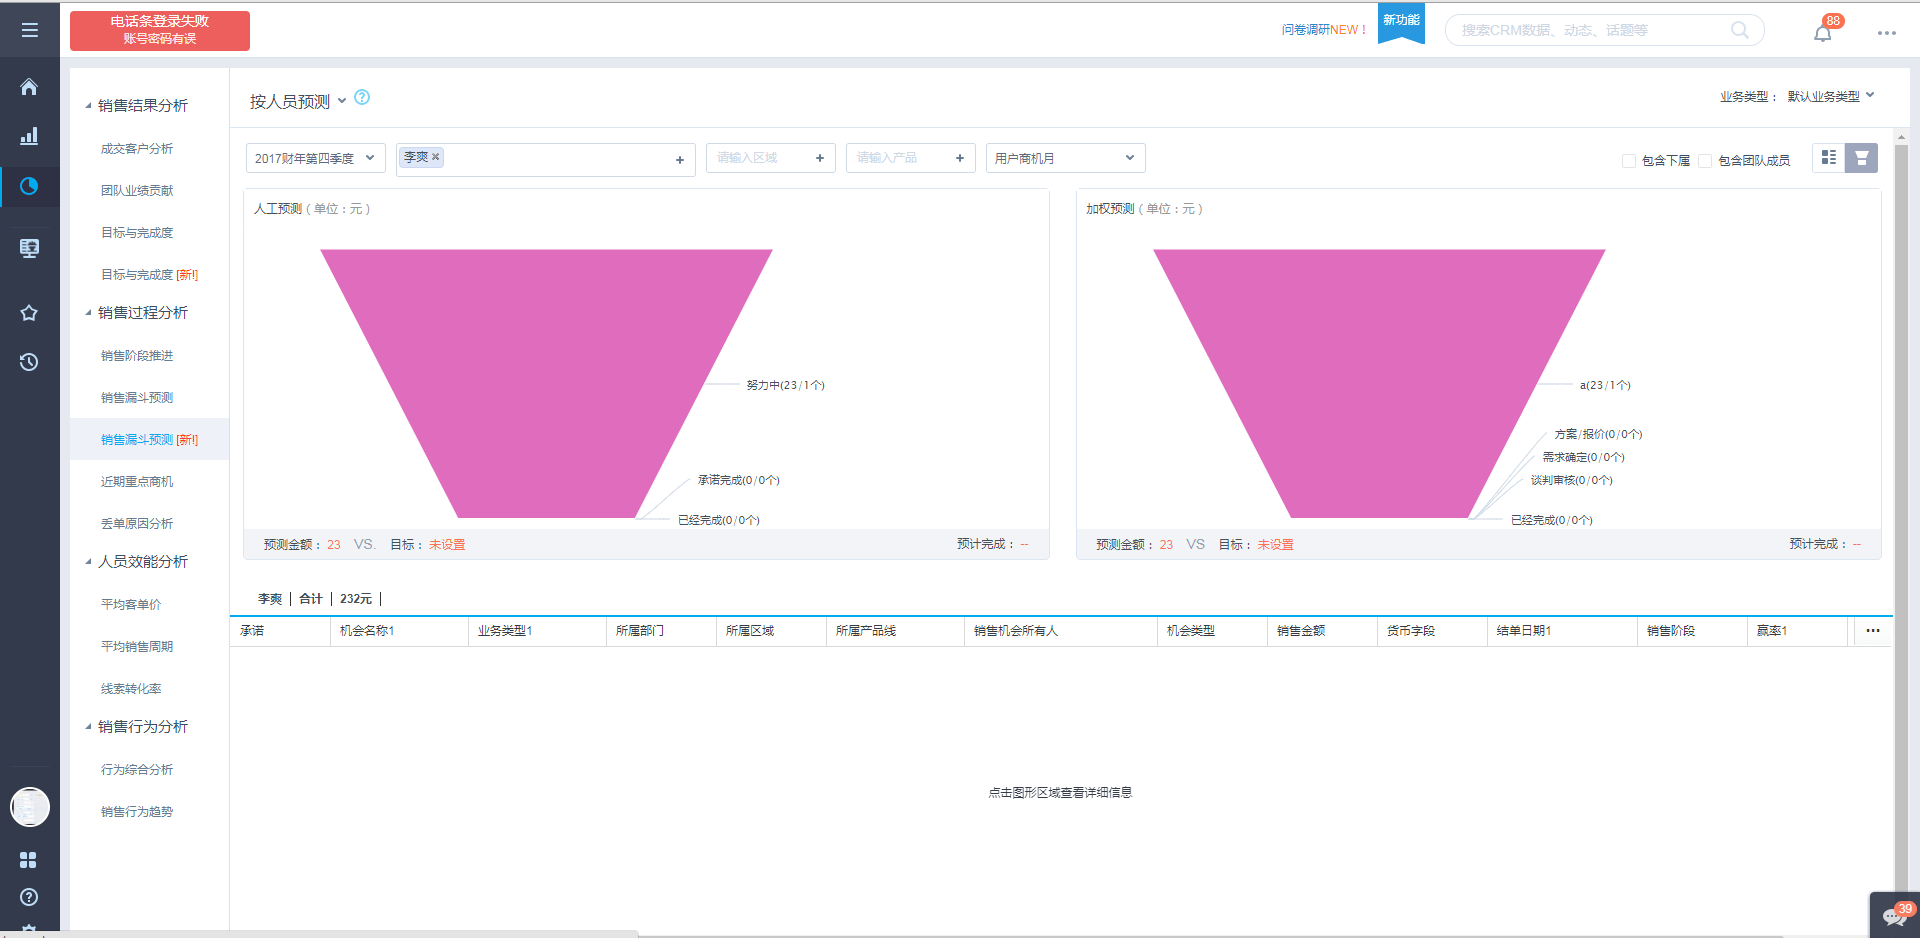 电话条登录失败
账号密码有误
问卷调研NEW！
新功能
搜索CRM数据、动态、话题等
88
销售结果分析
成交客户分析
团队业绩贡献
目标与完成度
目标与完成度 [新!]
销售过程分析
销售阶段推进
销售漏斗预测
销售漏斗预测 [新!]
近期重点商机
丢单原因分析
人员效能分析
平均客单价
平均销售周期
线索转化率
销售行为分析
行为综合分析
销售行为趋势
按人员预测
业务类型： 默认业务类型
2017财年第四季度
李爽
请输入区域
请输入产品
用户商机月
包含下属
包含团队成员
人工预测 ( 单位：元 )
努力中(23/1个)
承诺完成(0/0个)
已经完成(0/0个)
预测金额： 23 VS. 目标： 未设置 预计完成： --
加权预测 ( 单位：元 )
a(23/1个)
方案/报价(0/0个)
需求确定(0/0个)
谈判审核(0/0个)
已经完成(0/0个)
预测金额： 23 VS 目标： 未设置 预计完成： --
李爽 | 合计 | 232元 |
承诺 机会名称1 业务类型1 所属部门 所属区域 所属产品线 销售机会所有人 机会类型 销售金额 货币字段 结单日期1 销售阶段 赢率1
点击图形区域查看详细信息
39